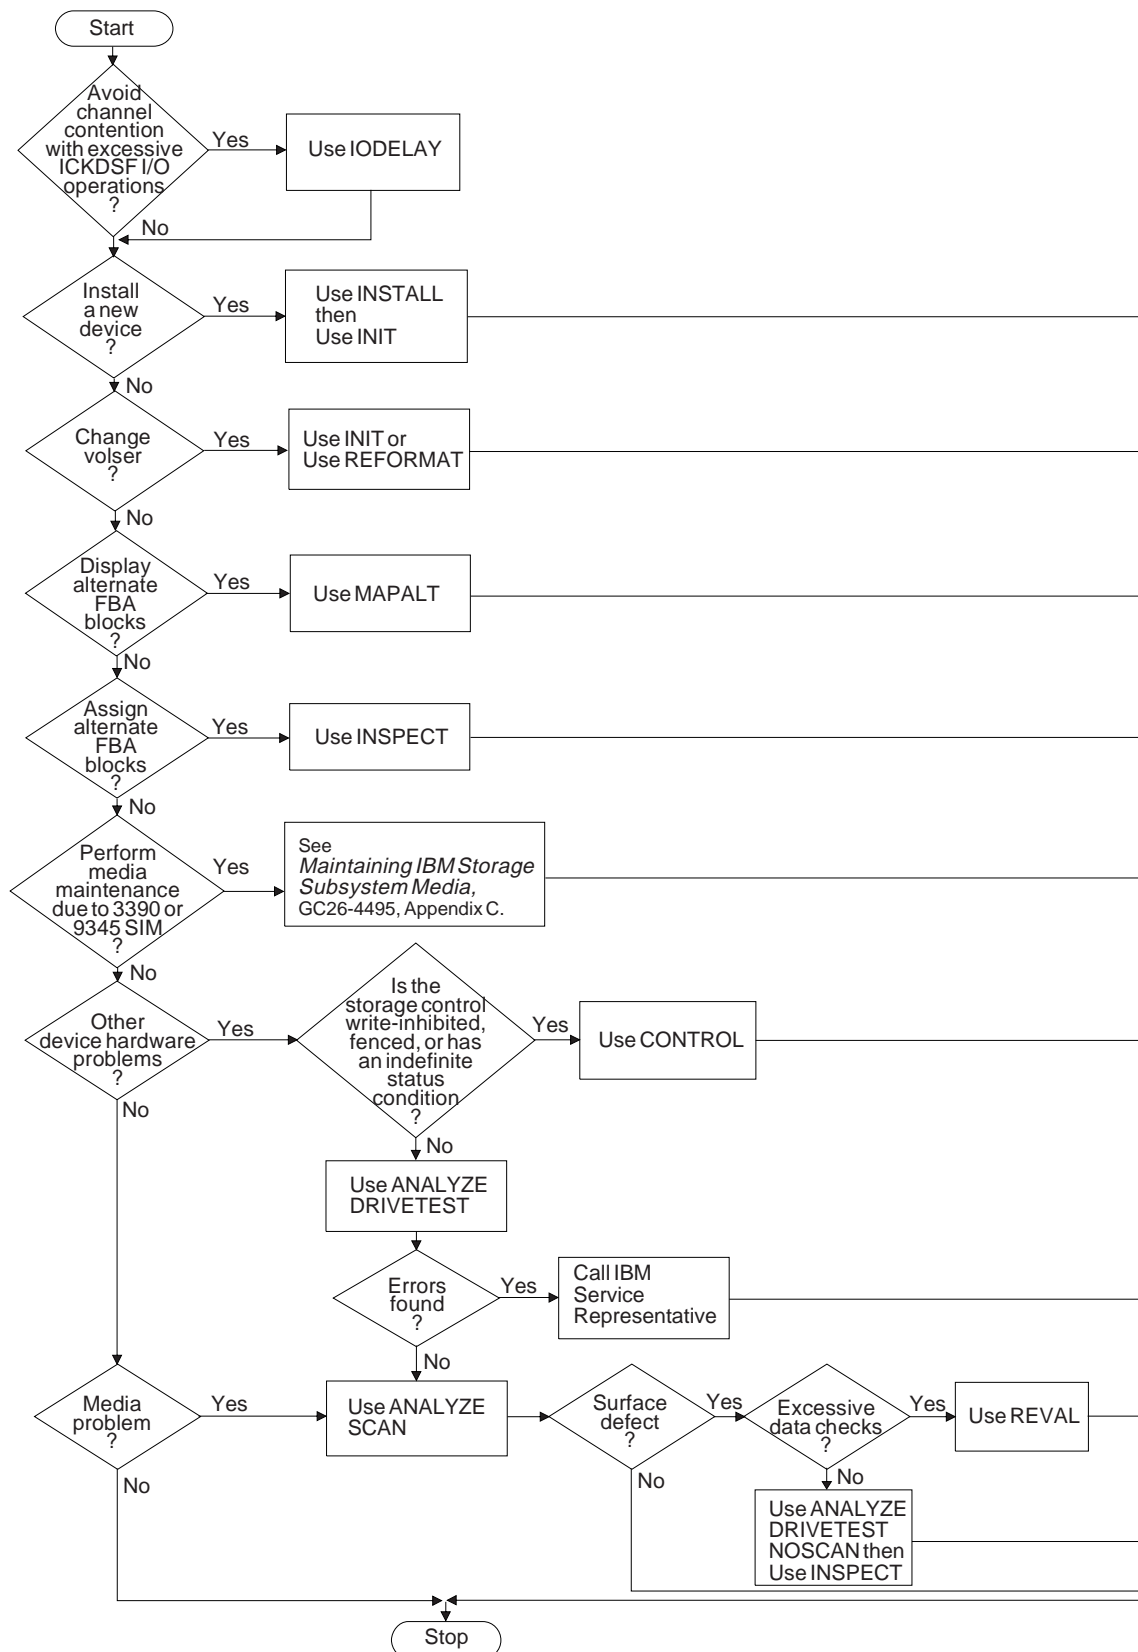 Start
Avoid
channel
contention
with excessive
ICKDSF I/O
operations
?
Yes
Use IODELAY
No
Install
a new
device
?
Yes
Use INSTALL
then
Use INIT
No
Change
volser
?
Yes
Use INIT or
Use REFORMAT
No
Display
alternate
FBA
blocks
?
Yes
Use MAPALT
No
Assign
alternate
FBA
blocks
?
Yes
Use INSPECT
No
Perform
media
maintenance
due to 3390 or
9345 SIM
?
Yes
See
Maintaining IBM Storage
Subsystem Media,
GC26-4495, Appendix C.
No
Other
device hardware
problems
?
Yes
Is the
storage control
write-inhibited,
fenced, or has
an indefinite
status
condition
?
Yes
Use CONTROL
No
No
Use ANALYZE
DRIVETEST
Errors
found
?
Yes
Call IBM
Service
Representative
No
Media
problem
?
Yes
Use ANALYZE
SCAN
Surface
defect
?
Yes
Excessive
data checks
?
Yes
Use REVAL
No
No
No
Use ANALYZE
DRIVETEST
NOSCAN then
Use INSPECT
Stop